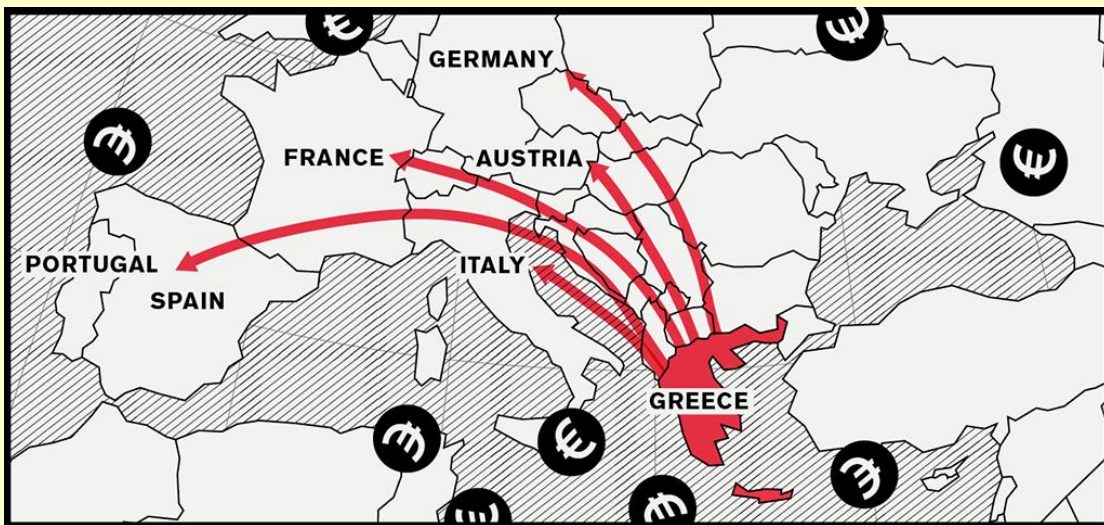 GERMANY
FRANCE
AUSTRIA
PORTUGAL
ITALY
SPAIN
GREECE